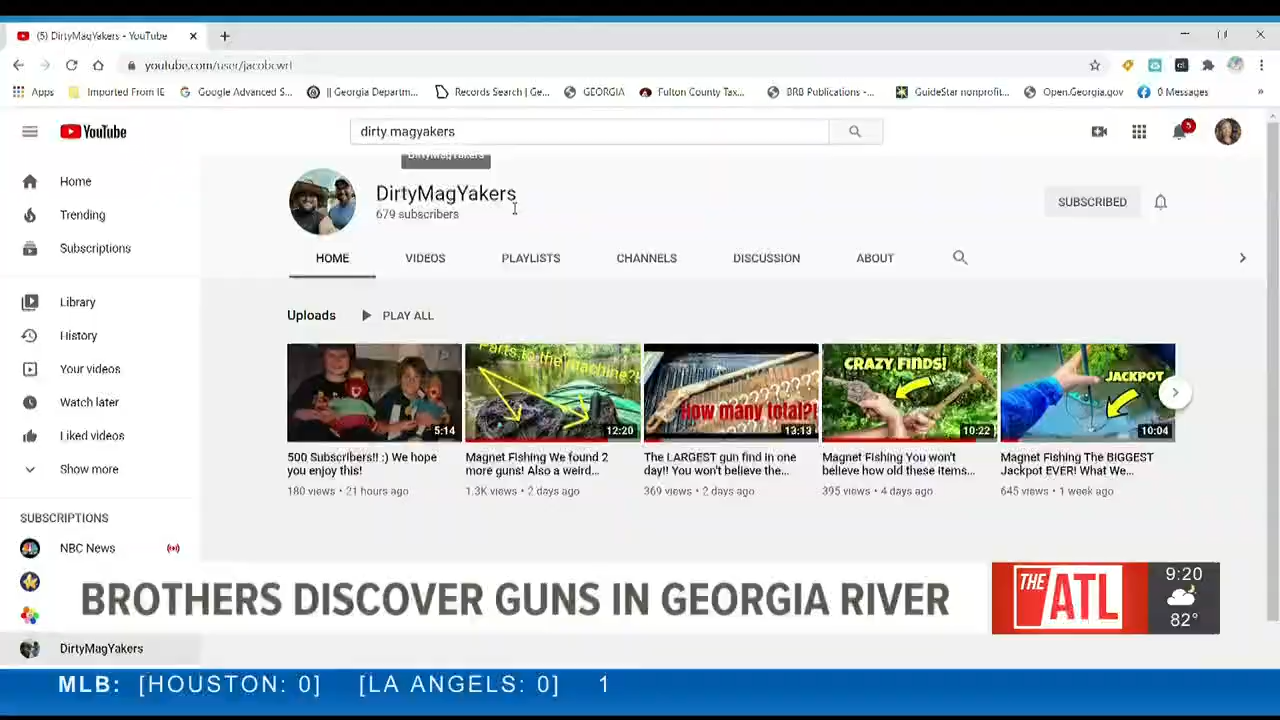 (5) DirtyMagYakers - YouTube
youtube.com/user/jacobcwrl
Apps Imported From IE Google Advanced S... || Georgia Departm... Records Search | Ge... GEORGIA Fulton County Tax... BRB Publications -... GuideStar nonprofit... Open.Georgia.gov 0 Messages »
YouTube
dirty magyakers
5
DirtyMagYakers
Home
Trending
Subscriptions
Library
History
Your videos
Watch later
Liked videos
Show more
SUBSCRIPTIONS
NBC News
DirtyMagYakers
DirtyMagYakers
679 subscribers
SUBSCRIBED
HOME VIDEOS PLAYLISTS CHANNELS DISCUSSION ABOUT
Uploads PLAY ALL
5:14
Parts to the machine?!
12:20
How many total?!
????????
13:13
CRAZY FINDS!
10:22
JACKPOT
10:04
500 Subscribers!! :) We hope
you enjoy this!
180 views • 21 hours ago
Magnet Fishing We found 2
more guns! Also a weird...
1.3K views • 2 days ago
The LARGEST gun find in one
day!! You won't believe the...
369 views • 2 days ago
Magnet Fishing You won't
believe how old these items...
395 views • 4 days ago
Magnet Fishing The BIGGEST
Jackpot EVER! What We...
645 views • 1 week ago
BROTHERS DISCOVER GUNS IN GEORGIA RIVER
THE ATL
9:20
82°
MLB: [HOUSTON: 0] [LA ANGELS: 0] 1